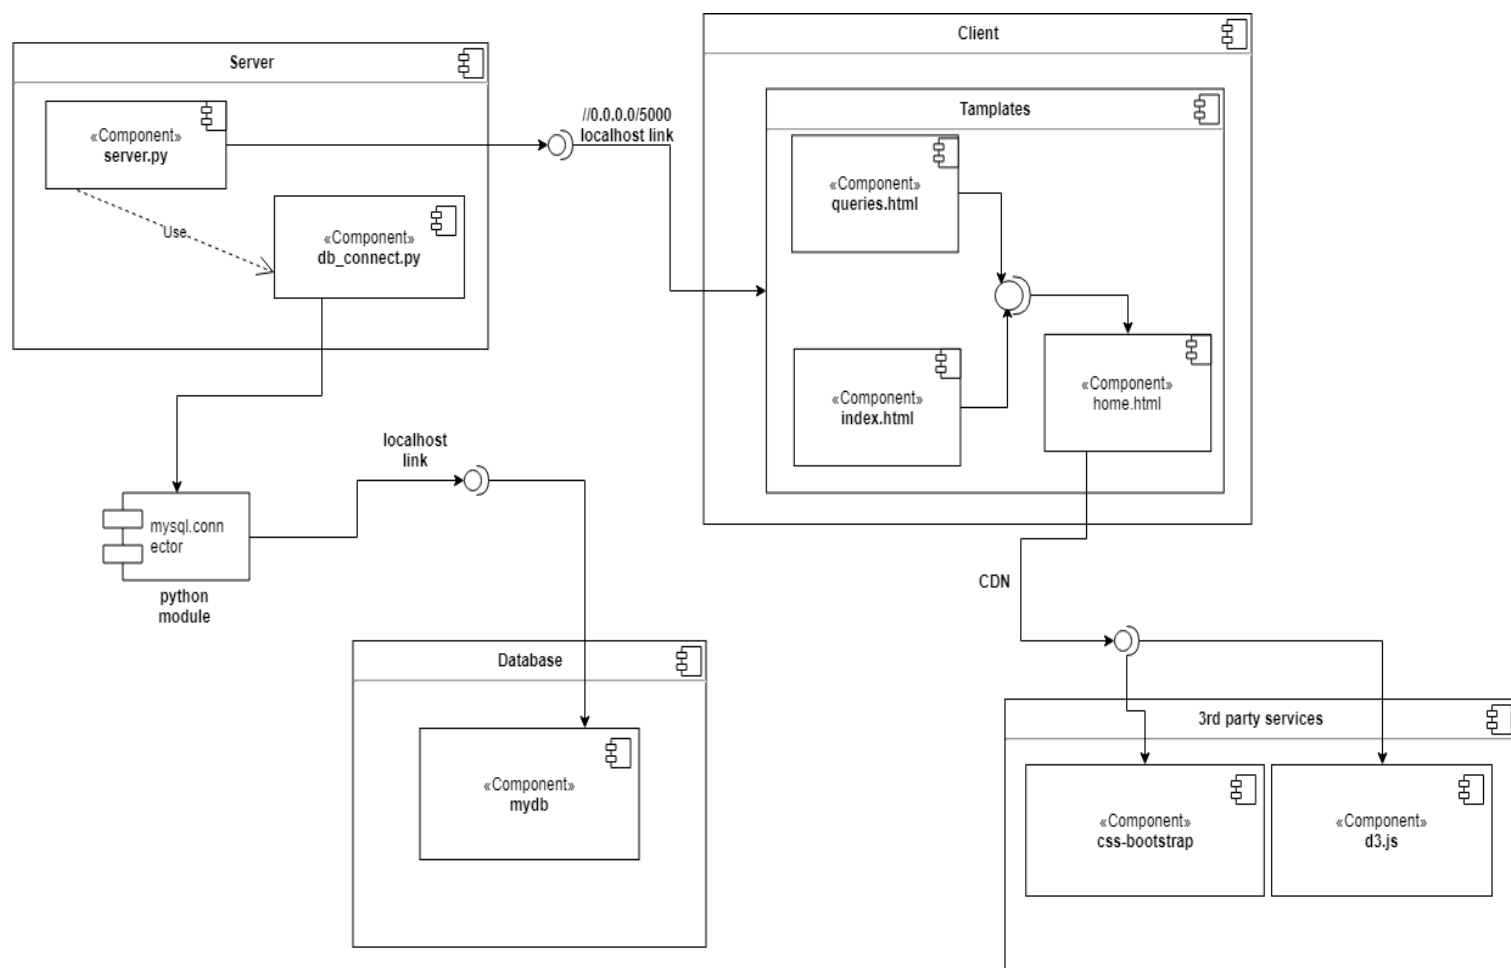 Server
«Component»
server.py
Use
«Component»
db_connect.py
//0.0.0.0/5000
localhost link
Client
Tamplates
«Component»
queries.html
«Component»
index.html
«Component»
home.html
localhost
link
mysql.conn
ector
python
module
CDN
Database
«Component»
mydb
3rd party services
«Component»
css-bootstrap
«Component»
d3.js